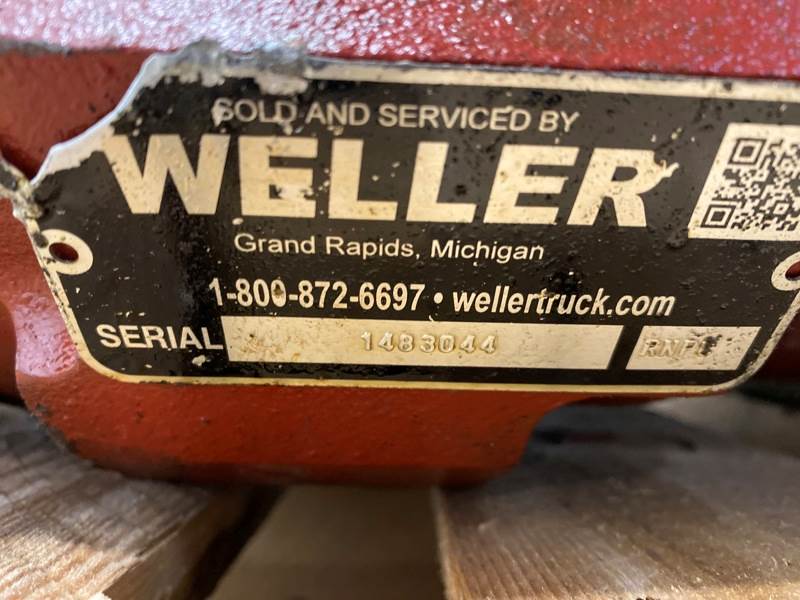 SOLD AND SERVICED BY
WELLER
Grand Rapids, Michigan
1-800-872-6697 • wellertruck.com
SERIAL 1483044